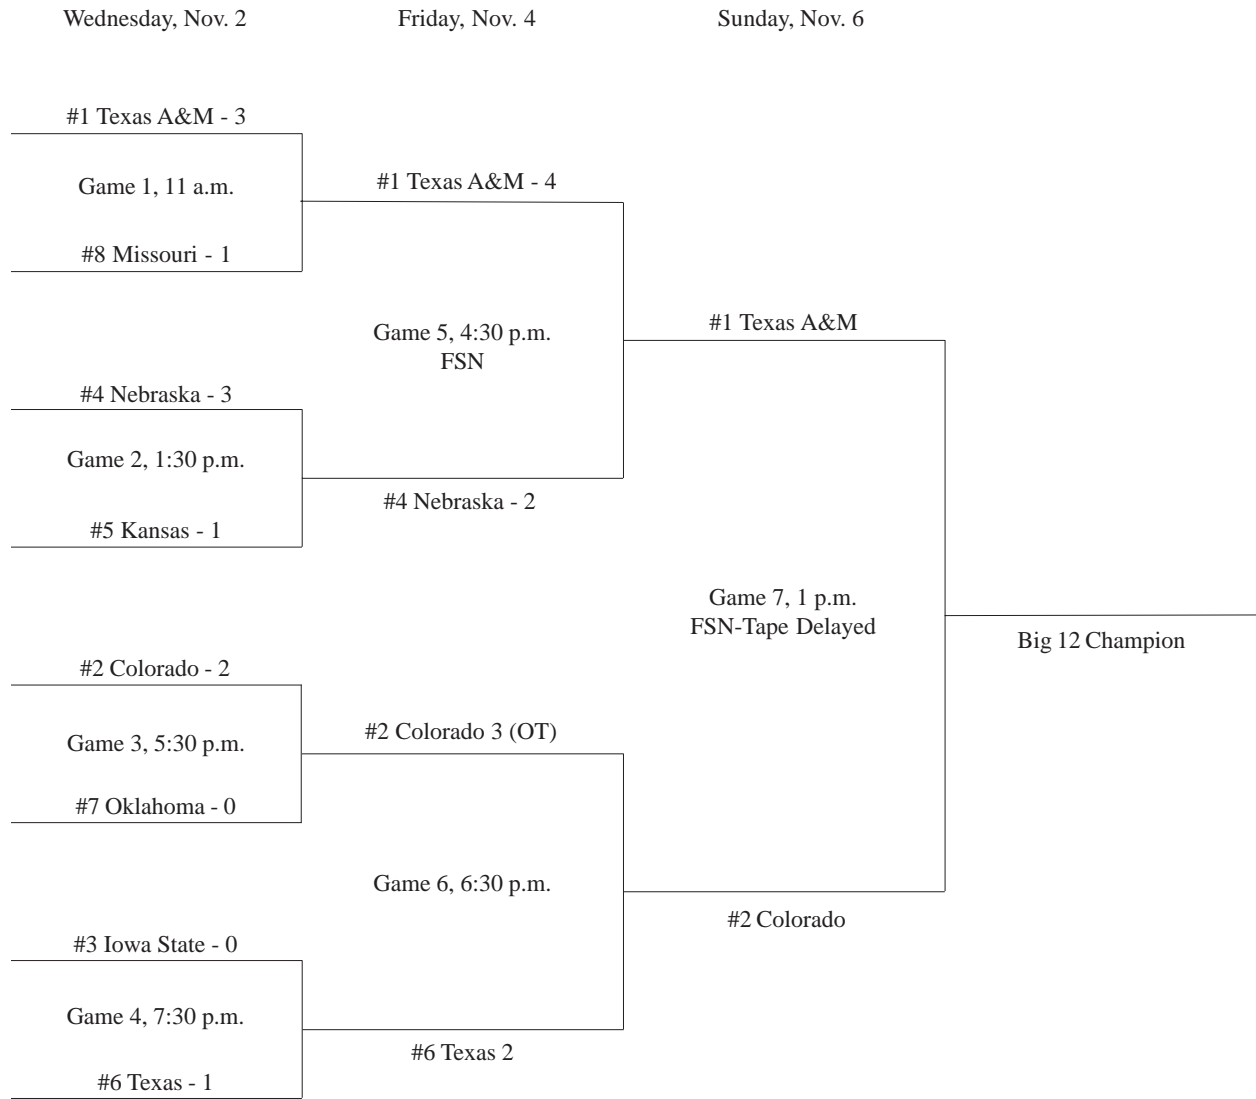 Wednesday, Nov. 2
Friday, Nov. 4
Sunday, Nov. 6
#1 Texas A&M - 3
Game 1, 11 a.m.
#8 Missouri - 1
#4 Nebraska - 3
Game 2, 1:30 p.m.
#5 Kansas - 1
#2 Colorado - 2
Game 3, 5:30 p.m.
#7 Oklahoma - 0
#3 Iowa State - 0
Game 4, 7:30 p.m.
#6 Texas - 1
#1 Texas A&M - 4
Game 5, 4:30 p.m.
FSN
#4 Nebraska - 2
#2 Colorado 3 (OT)
Game 6, 6:30 p.m.
#6 Texas 2
#1 Texas A&M
Game 7, 1 p.m.
FSN-Tape Delayed
#2 Colorado
Big 12 Champion